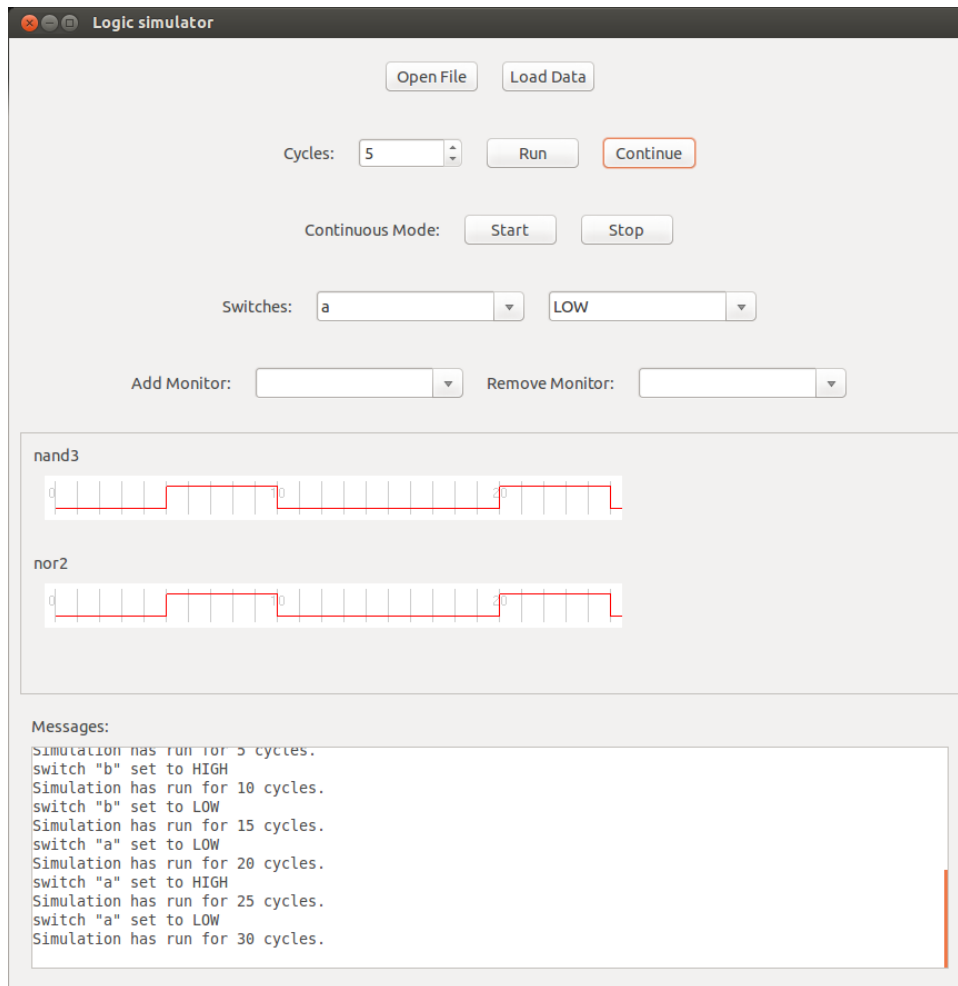 Logic simulator
Open File Load Data
Cycles: 5 Run Continue
Continuous Mode: Start Stop
Switches: a LOW
Add Monitor: Remove Monitor:
nand3
0 10 20
nor2
0 10 20
Messages:
Simulation has run for 5 cycles.
switch "b" set to HIGH
Simulation has run for 10 cycles.
switch "b" set to LOW
Simulation has run for 15 cycles.
switch "a" set to LOW
Simulation has run for 20 cycles.
switch "a" set to HIGH
Simulation has run for 25 cycles.
switch "a" set to LOW
Simulation has run for 30 cycles.